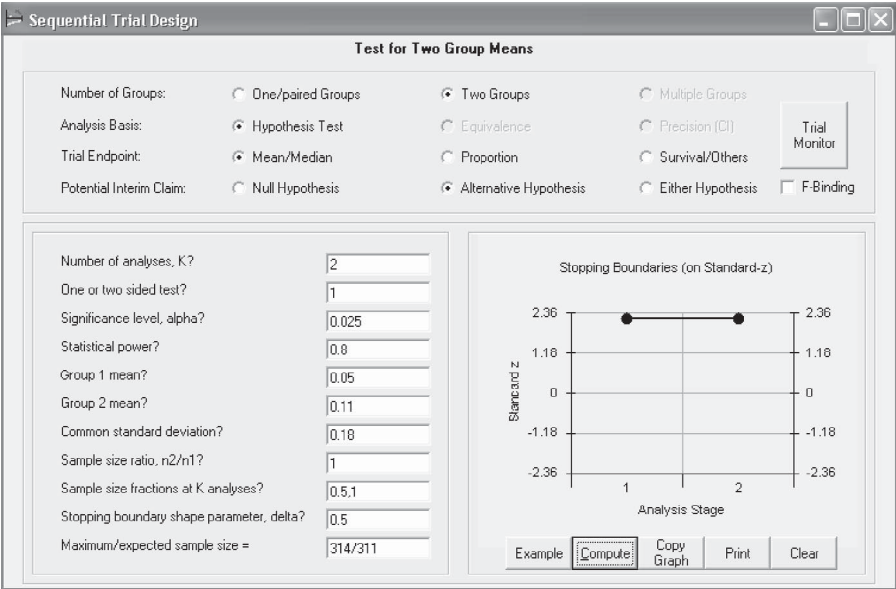 Sequential Trial Design
Test for Two Group Means
Number of Groups: One/paired Groups Two Groups Multiple Groups
Analysis Basis: Hypothesis Test Equivalence Precision (CI)
Trial Endpoint: Mean/Median Proportion Survival/Others
Potential Interim Claim: Null Hypothesis Alternative Hypothesis Either Hypothesis F-Binding
Trial
Monitor
Number of analyses, K? 2
One or two sided test? 1
Significance level, alpha? 0.025
Statistical power? 0.8
Group 1 mean? 0.05
Group 2 mean? 0.11
Common standard deviation? 0.18
Sample size ratio, n2/n1? 1
Sample size fractions at K analyses? 0.5,1
Stopping boundary shape parameter, delta? 0.5
Maximum/expected sample size = 314/311
Stopping Boundaries (on Standard-z)
2.36 2.36
1.18 1.18
0 0
-1.18 -1.18
-2.36 -2.36
Standard z
1 2
Analysis Stage
Example Compute Copy Graph Print Clear